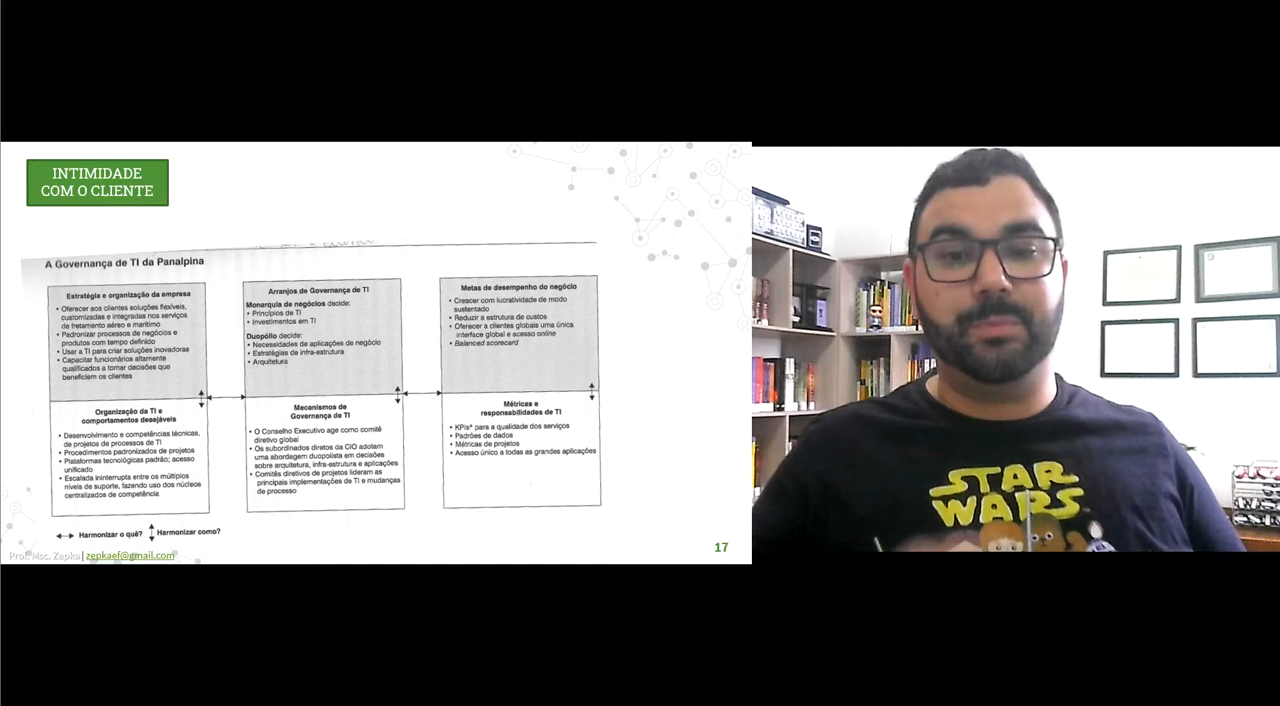 INTIMIDADE
COM O CLIENTE
A Governança de TI da Panalpina
Estratégia e organização da empresa
• Oferecer aos clientes soluções flexíveis,
customizadas e integradas nos serviços
de fretamento aéreo e marítimo
• Padronizar processos de negócios e
produtos com tempo definido
• Usar a TI para criar soluções inovadoras
• Capacitar funcionários altamente
qualificados a tomar decisões que
beneficiem os clientes
Arranjos de Governança de TI
Monarquia de negócios decide:
• Princípios de TI
• Investimentos em TI
Duopólio decide:
• Necessidades de aplicações de negócio
• Estratégias de infra-estrutura
• Arquitetura
Metas de desempenho do negócio
• Crescer com lucratividade de modo
sustentado
• Reduzir a estrutura de custos
• Oferecer a clientes globais uma única
interface global e acesso online
• Balanced scorecard
Organização da TI e
comportamentos desejáveis
• Desenvolvimento e competências técnicas,
de projetos de processos de TI
• Procedimentos padronizados de projetos
• Plataformas tecnológicas padrão; acesso
unificado
• Escalada ininterrupta entre os múltiplos
níveis de suporte, fazendo uso dos núcleos
centralizados de competência
Mecanismos de
Governança de TI
• O Conselho Executivo age como comitê
diretivo global
• Os subordinados diretos da CIO adotam
uma abordagem duopolista em decisões
sobre arquitetura, infra-estrutura e aplicações
• Comitês diretivos de projetos lideram as
principais implementações de TI e mudanças
de processo
Métricas e
responsabilidades de TI
• KPIs* para a qualidade dos serviços
• Padrões de dados
• Métricas de projetos
• Acesso único a todas as grandes aplicações
Harmonizar o quê? Harmonizar como?
Prof. Msc. Zepka | zepkaef@gmail.com
17
STAR
WARS